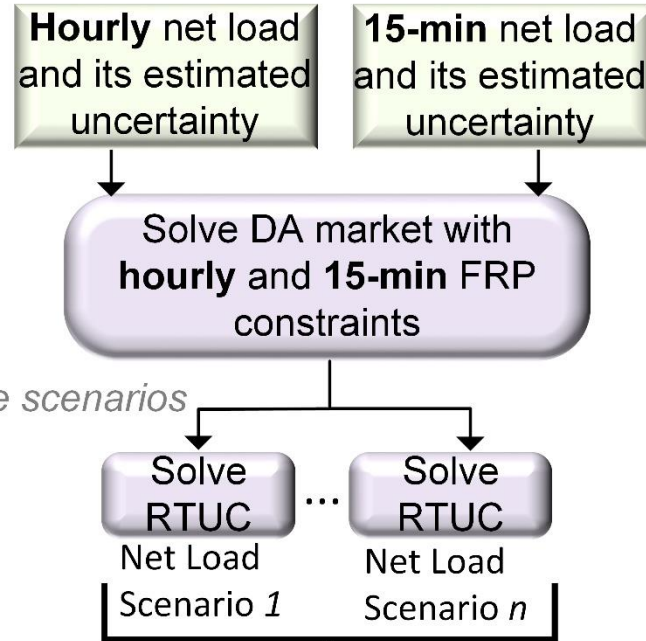 Hourly net load
and its estimated
uncertainty
15-min net load
and its estimated
uncertainty
Solve DA market with
hourly and 15-min FRP
constraints
scenarios
Solve
RTUC
...
Solve
RTUC
Net Load
Scenario 1
Net Load
Scenario n